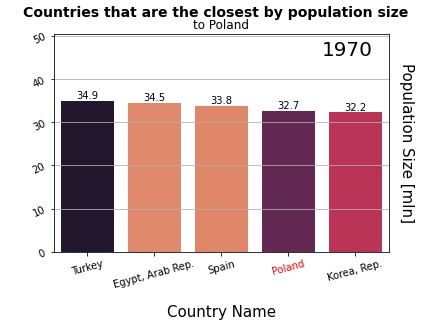 Countries that are the closest by population size
to Poland
1970
50
40
30
20
10
0
34.9
34.5
33.8
32.7
32.2
Turkey
Egypt, Arab Rep.
Spain
Poland
Korea, Rep.
Country Name
Population Size [mln]